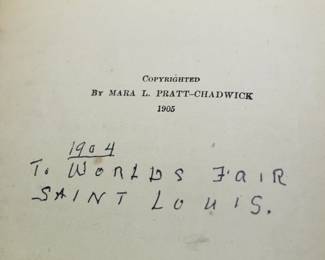 Copyrighted
By Mara L. Pratt-Chadwick
1905
1904
To Worlds Fair
Saint Louis.